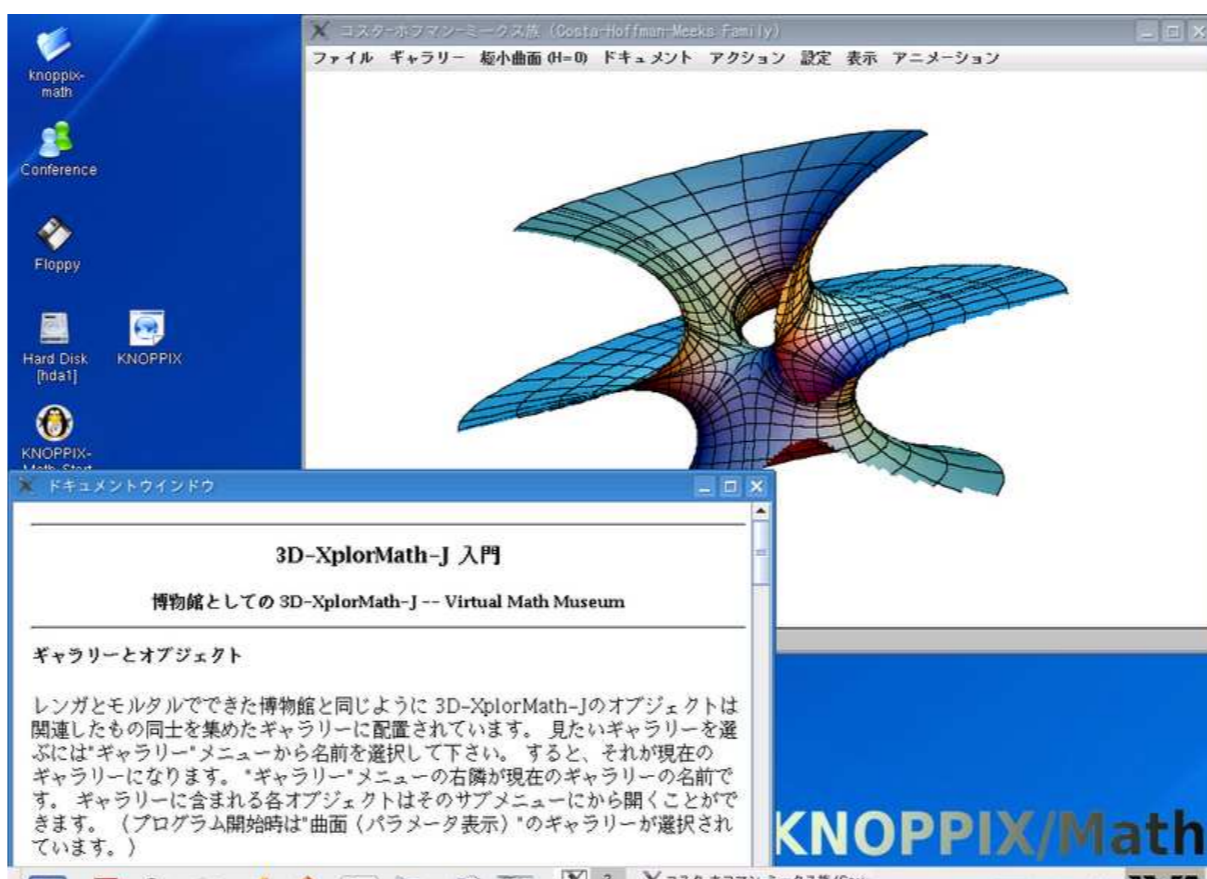 knoppix-
math
Conference
Floppy
Hard Disk
[hda1]
KNOPPIX
KNOPPIX-
コスタ-ホフマン-ミークス族 (Costa-Hoffman-Meeks Family)
ファイル ギャラリー 極小曲面 (H=0) ドキュメント アクション 設定 表示 アニメーション
ドキュメントウインドウ
3D-XplorMath-J 入門
博物館としての 3D-XplorMath-J -- Virtual Math Museum
ギャラリーとオブジェクト
レンガとモルタルでできた博物館と同じように 3D-XplorMath-Jのオブジェクトは
関連したもの同士を集めたギャラリーに配置されています。 見たいギャラリーを選
ぶには"ギャラリー"メニューから名前を選択して下さい。 すると、それが現在の
ギャラリーになります。 "ギャラリー"メニューの右隣が現在のギャラリーの名前で
す。 ギャラリーに含まれる各オブジェクトはそのサブメニューにから開くことがで
きます。 （プログラム開始時は"曲面（パラメータ表示）"のギャラリーが選択され
ています。）
KNOPPIX/Math